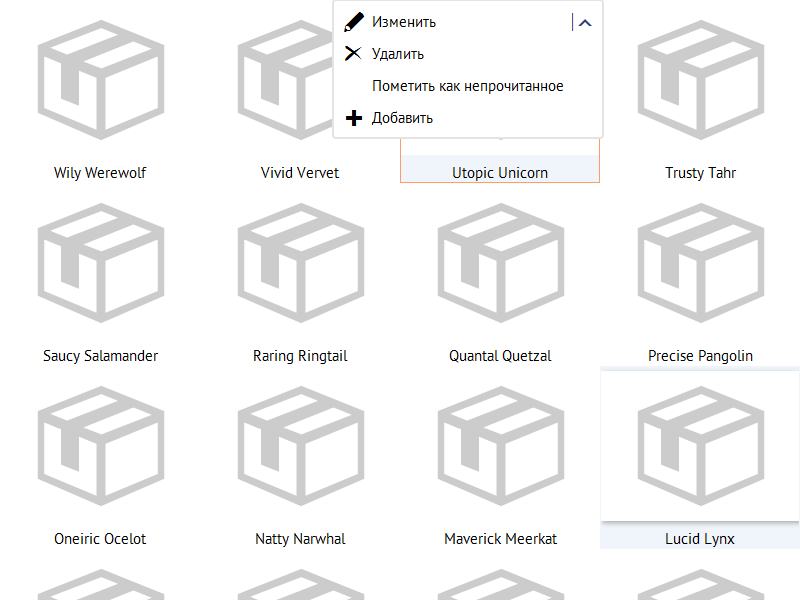 Изменить
Удалить
Пометить как непрочитанное
Добавить
Wily Werewolf
Vivid Vervet
Utopic Unicorn
Trusty Tahr
Saucy Salamander
Raring Ringtail
Quantal Quetzal
Precise Pangolin
Oneiric Ocelot
Natty Narwhal
Maverick Meerkat
Lucid Lynx